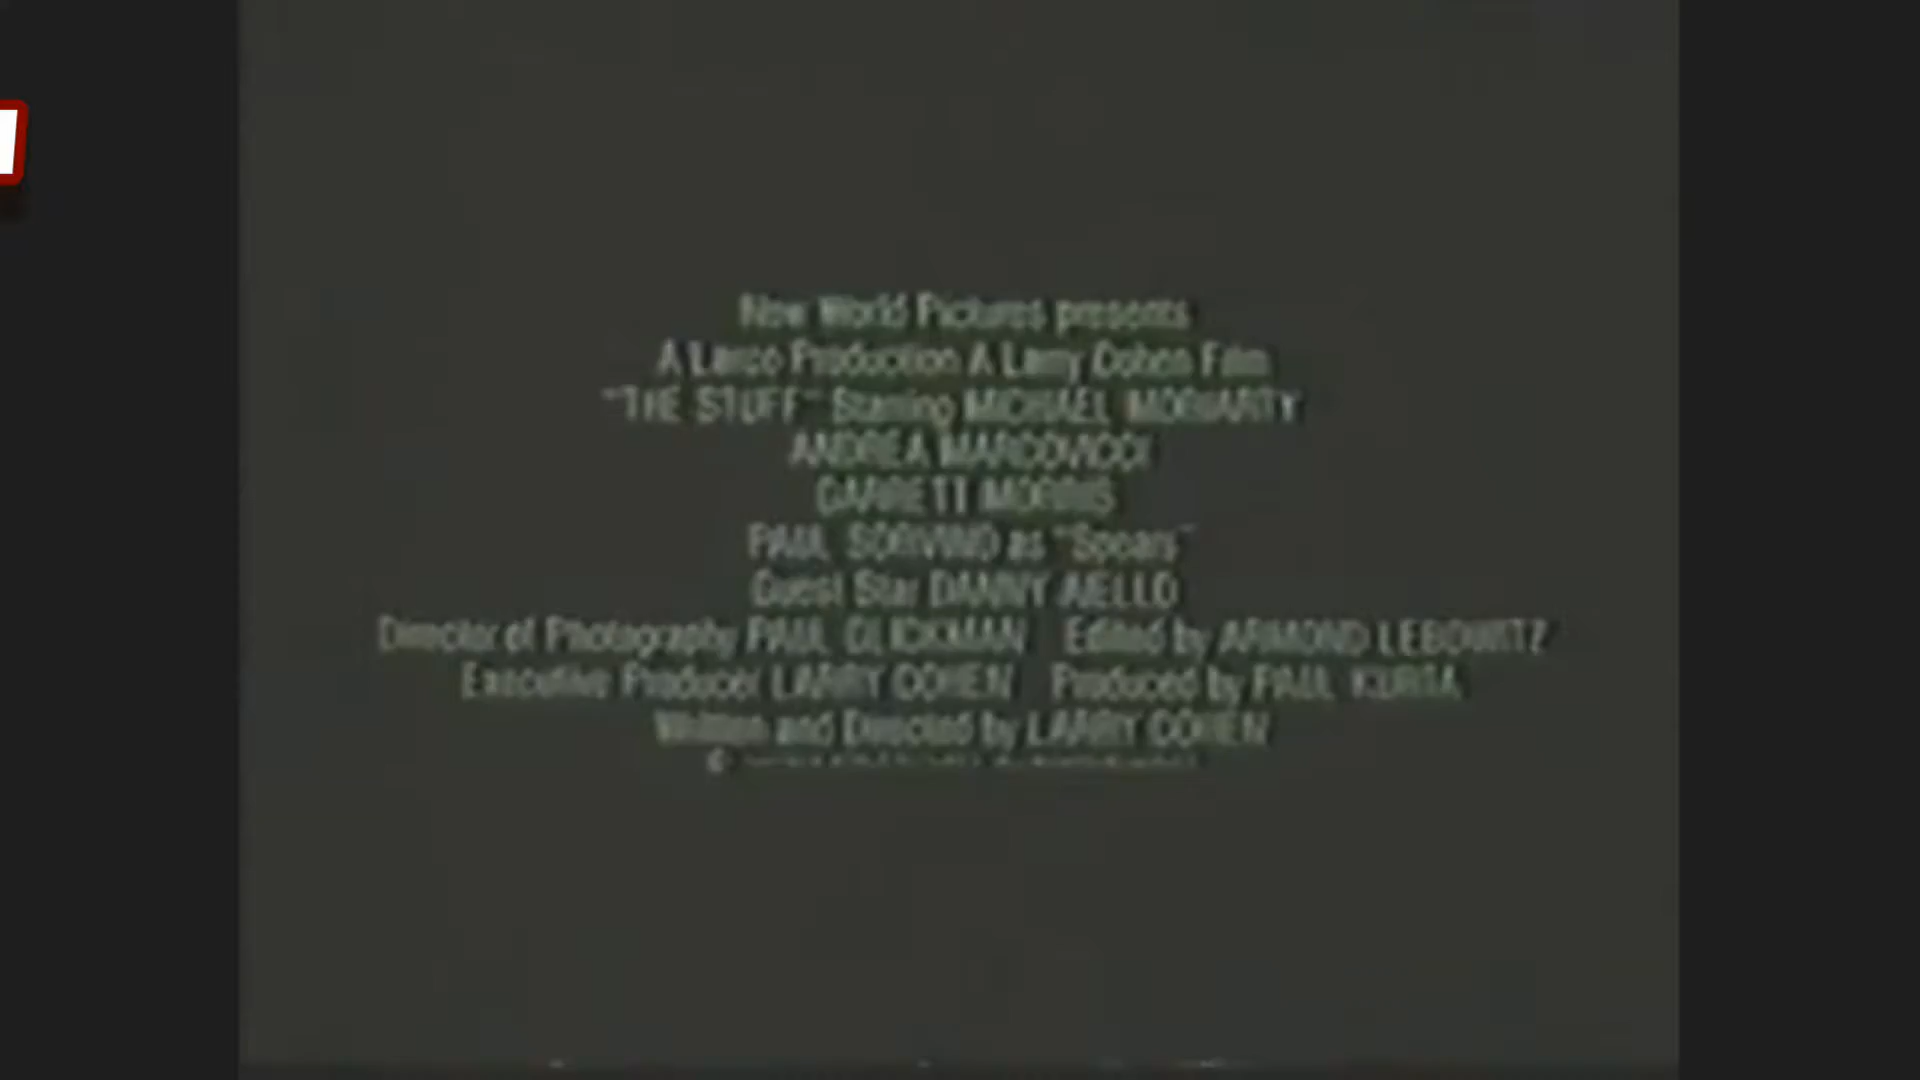 New World Pictures presents
A Larco Production A Larry Cohen Film
"THE STUFF" Starring MICHAEL MORIARTY
ANDREA MARCOVICCI
GARRETT MORRIS
PAUL SORVINO as "Spears"
Guest Star DANNY AIELLO
Director of Photography PAUL GLICKMAN Edited by ARMOND LEBOWITZ
Executive Producer LARRY COHEN Produced by PAUL KURTA
Written and Directed by LARRY COHEN
©